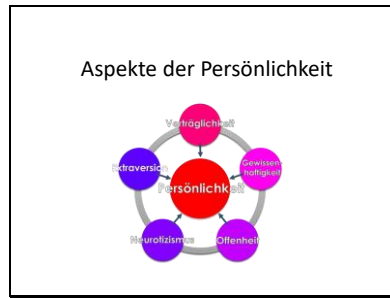 Aspekte der Persönlichkeit
Verträglichkeit
Extraversion
Gewissen
haftigkeit
Persönlichkeit
Neurotizismus
Offenheit